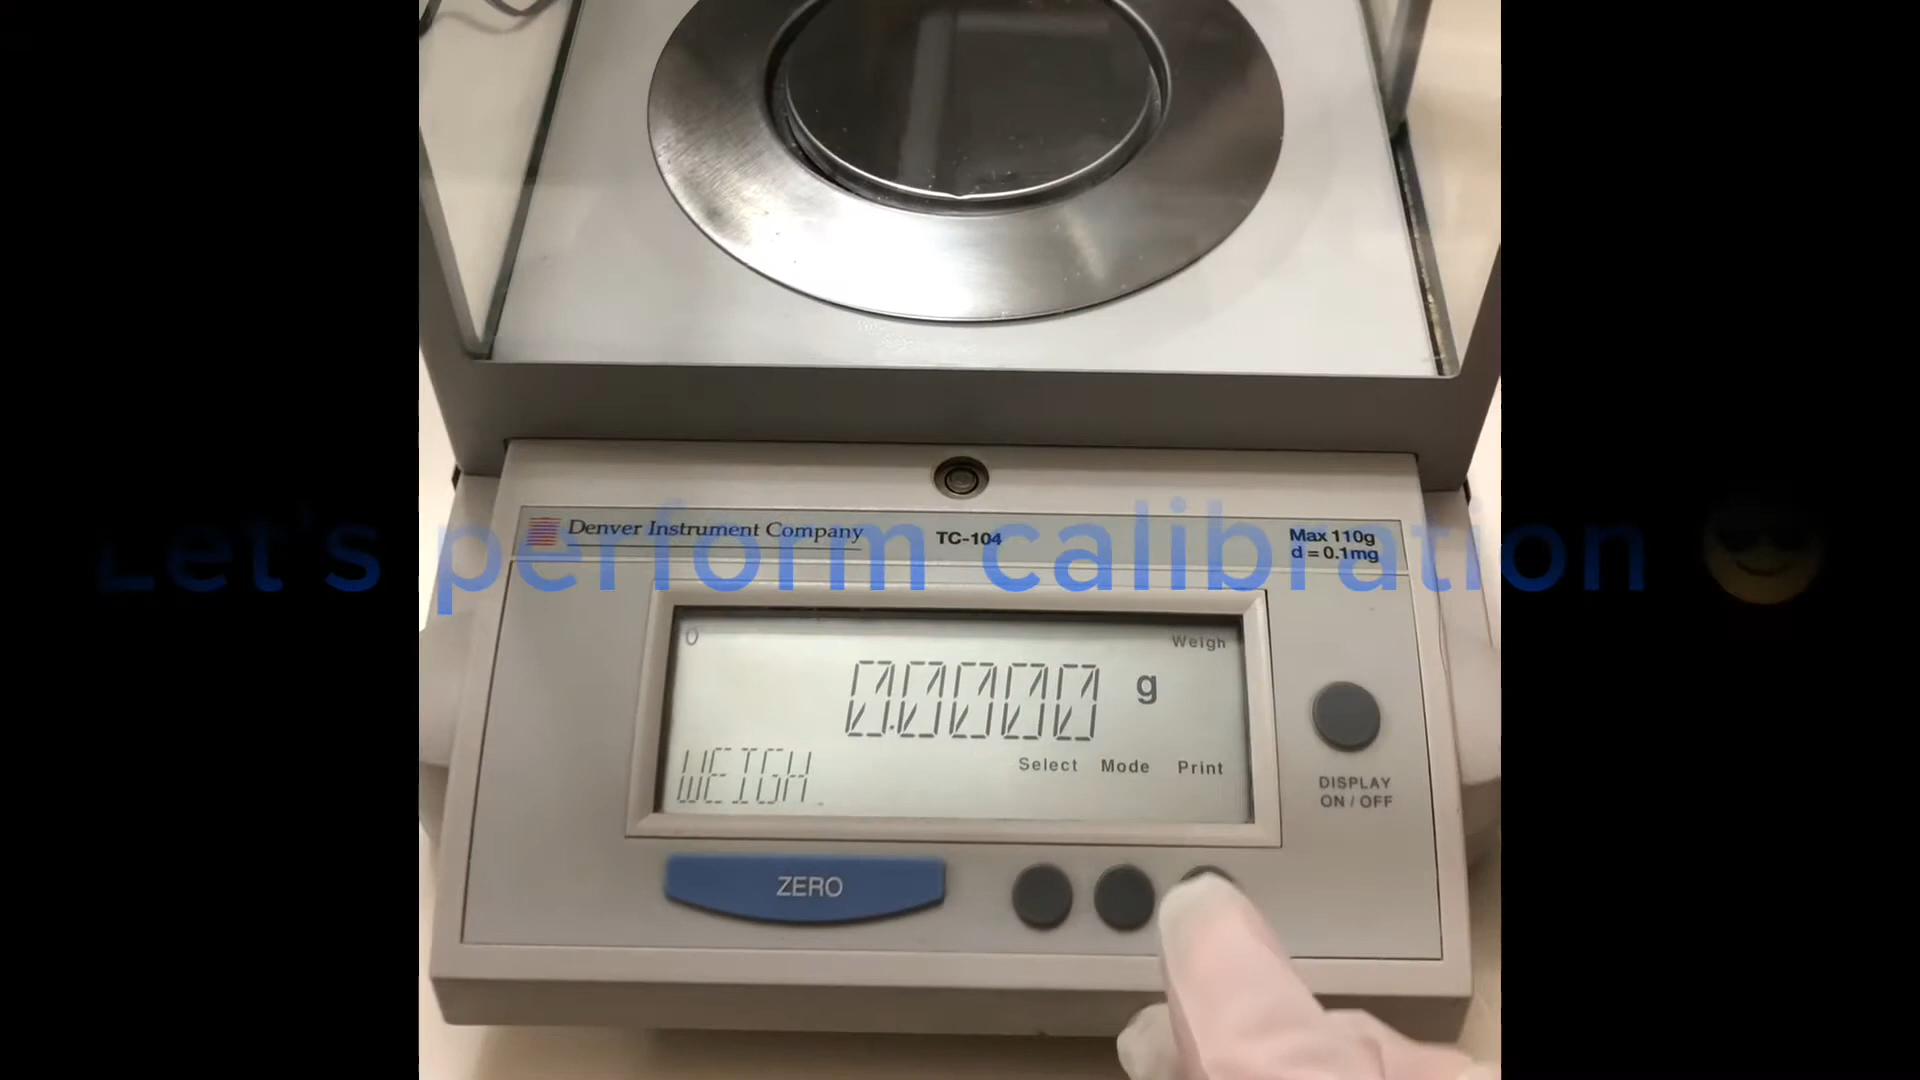 Let's perform calibration 😎
Denver Instrument Company TC-104 Max 110g
d = 0.1mg
0 Weigh
0.0000 g
Select Mode Print
WEIGH
DISPLAY
ON / OFF
ZERO